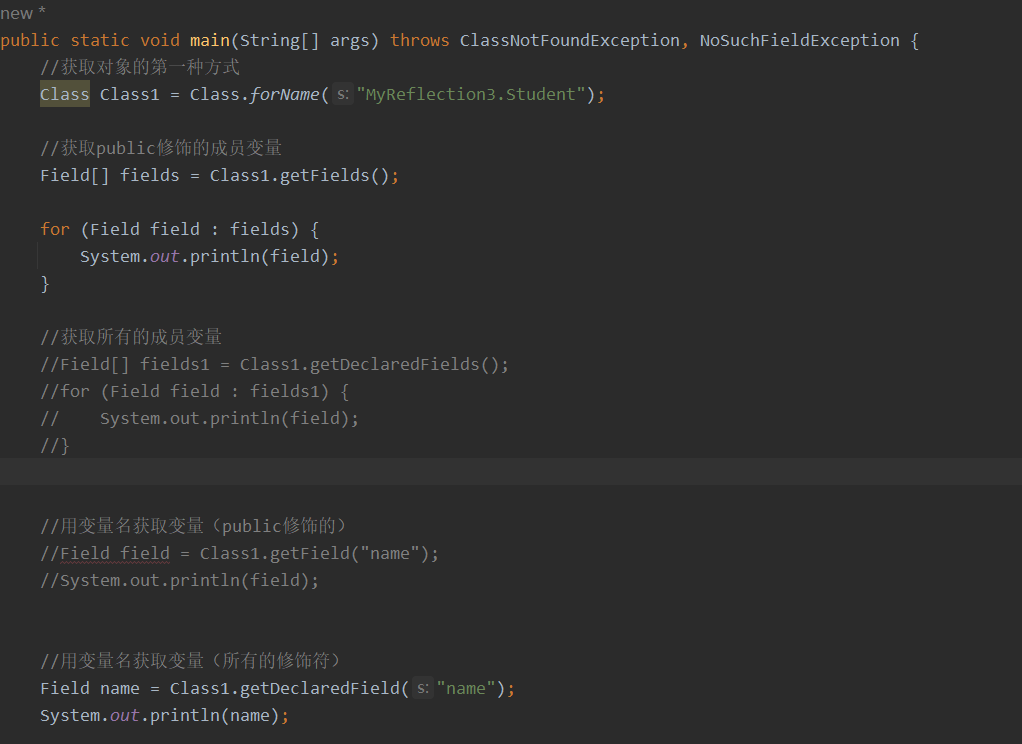 new *
public static void main(String[] args) throws ClassNotFoundException, NoSuchFieldException {
//获取对象的第一种方式
Class Class1 = Class.forName( s: "MyReflection3.Student");
//获取public修饰的成员变量
Field[] fields = Class1.getFields();
for (Field field : fields) {
System.out.println(field);
}
//获取所有的成员变量
//Field[] fields1 = Class1.getDeclaredFields();
//for (Field field : fields1) {
//    System.out.println(field);
//}
//用变量名获取变量（public修饰的）
//Field field = Class1.getField("name");
//System.out.println(field);
//用变量名获取变量（所有的修饰符）
Field name = Class1.getDeclaredField( s: "name");
System.out.println(name);